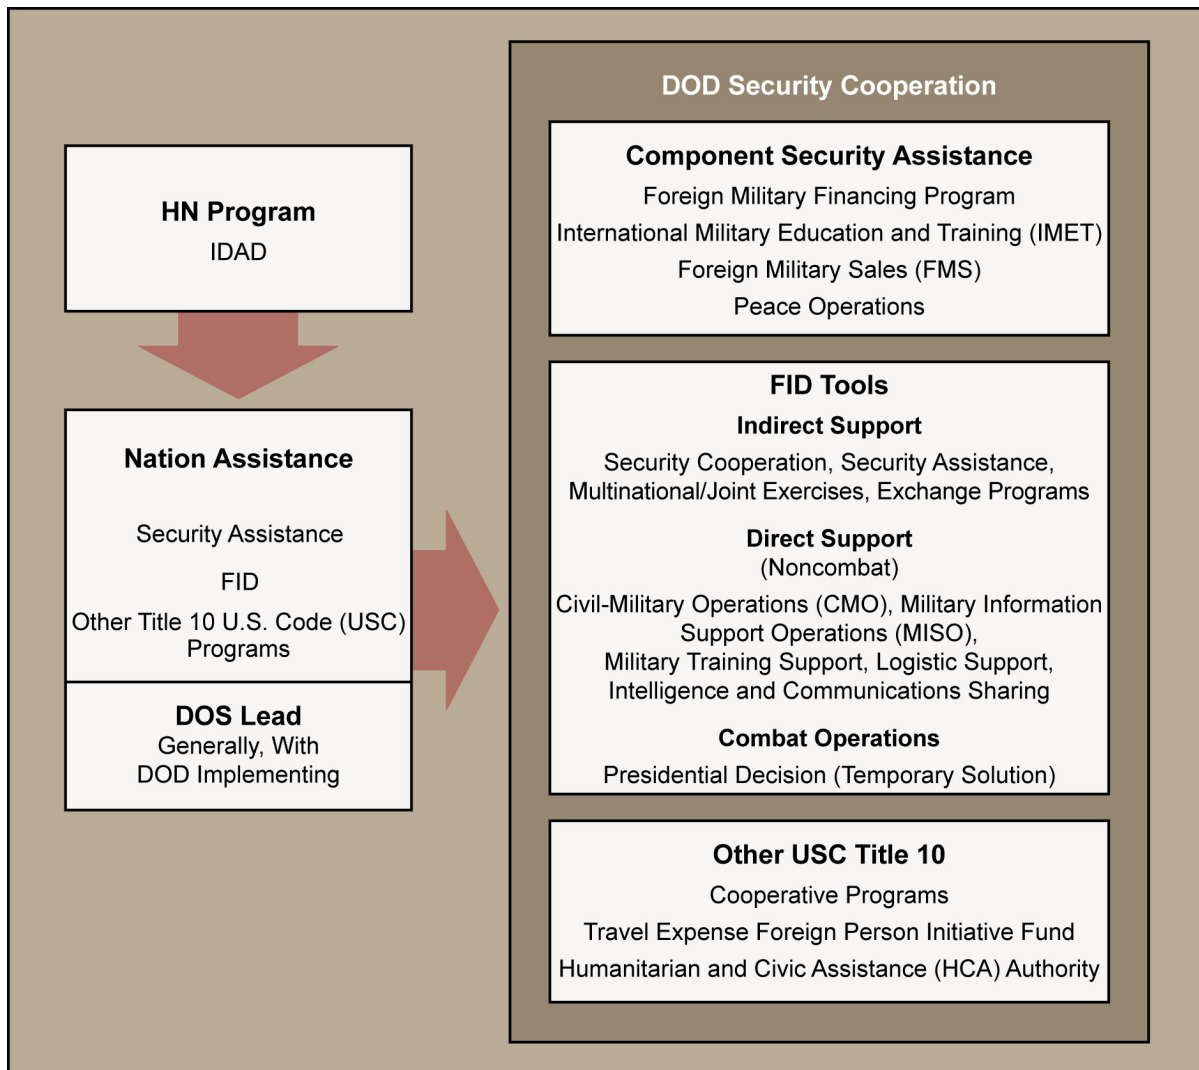 HN Program
IDAD
Nation Assistance
Security Assistance
FID
Other Title 10 U.S. Code (USC)
Programs
DOS Lead
Generally, With
DOD Implementing
DOD Security Cooperation
Component Security Assistance
Foreign Military Financing Program
International Military Education and Training (IMET)
Foreign Military Sales (FMS)
Peace Operations
FID Tools
Indirect Support
Security Cooperation, Security Assistance,
Multinational/Joint Exercises, Exchange Programs
Direct Support
(Noncombat)
Civil-Military Operations (CMO), Military Information
Support Operations (MISO),
Military Training Support, Logistic Support,
Intelligence and Communications Sharing
Combat Operations
Presidential Decision (Temporary Solution)
Other USC Title 10
Cooperative Programs
Travel Expense Foreign Person Initiative Fund
Humanitarian and Civic Assistance (HCA) Authority